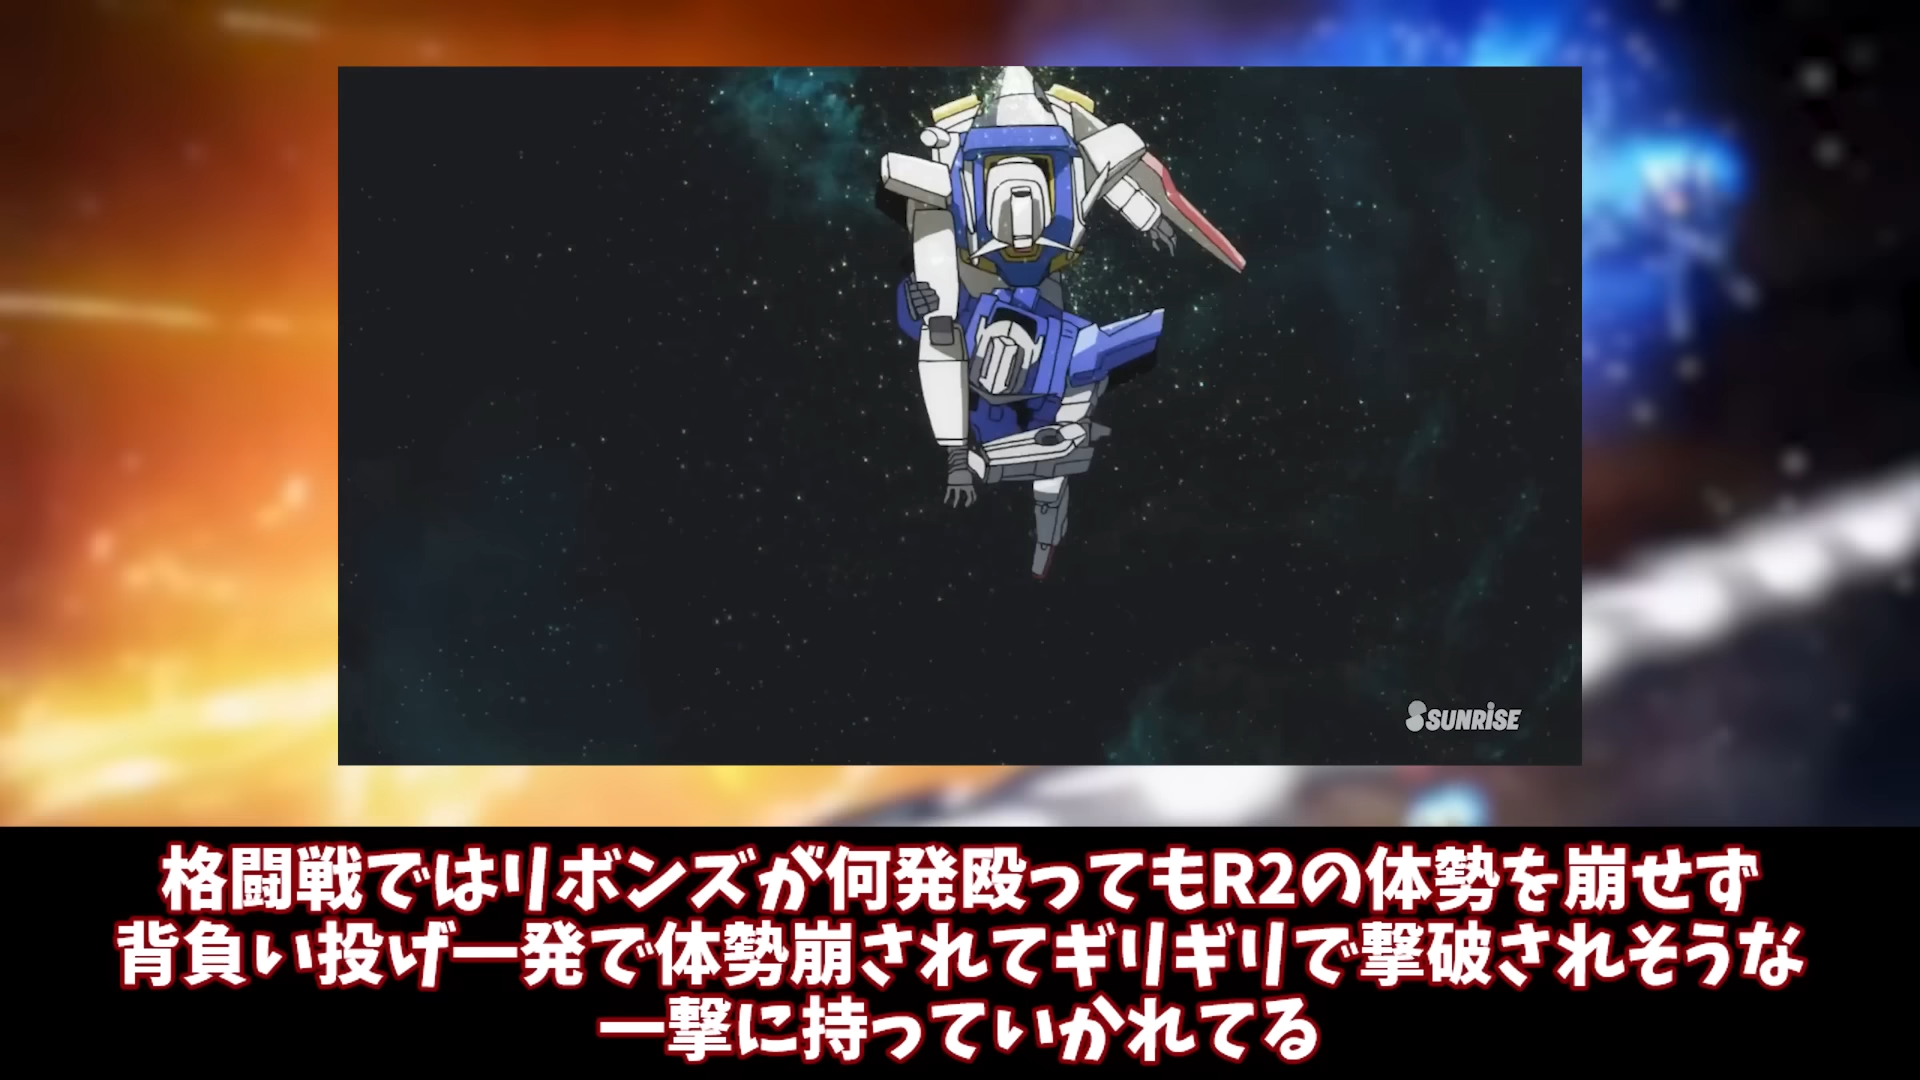 SUNRISE
格闘戦ではリボンズが何発殴ってもR2の体勢を崩せず
背負い投げ一発で体勢崩されてギリギリで撃破されそうな
一撃に持っていかれてる